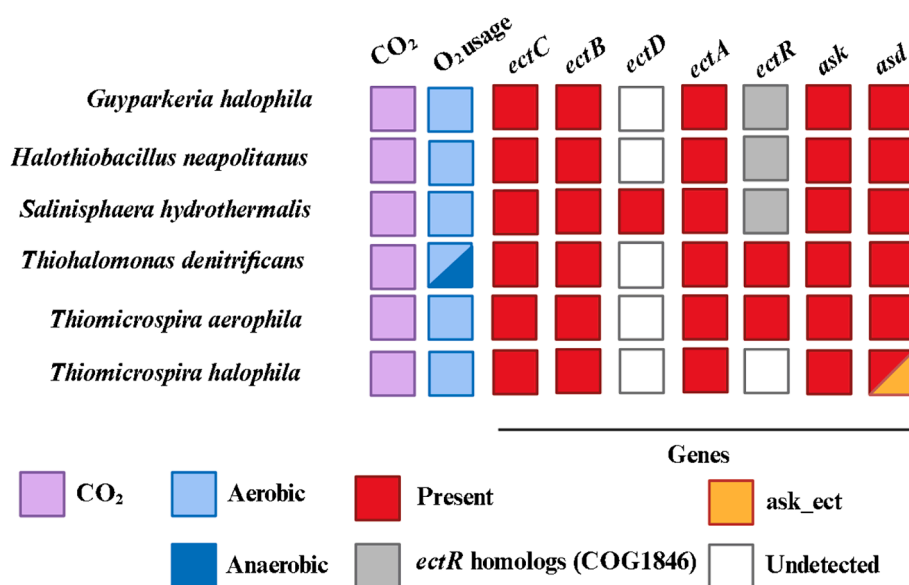 CO₂ O₂ usage ectC ectB ectD ectA ectR ask asd
Guyparkeria halophila
Halothiobacillus neapolitanus
Salinisphaera hydrothermalis
Thiohalomonas denitrificans
Thiomicrospira aerophila
Thiomicrospira halophila
Genes
CO₂ Aerobic Present ask_ect
Anaerobic ectR homologs (COG1846) Undetected